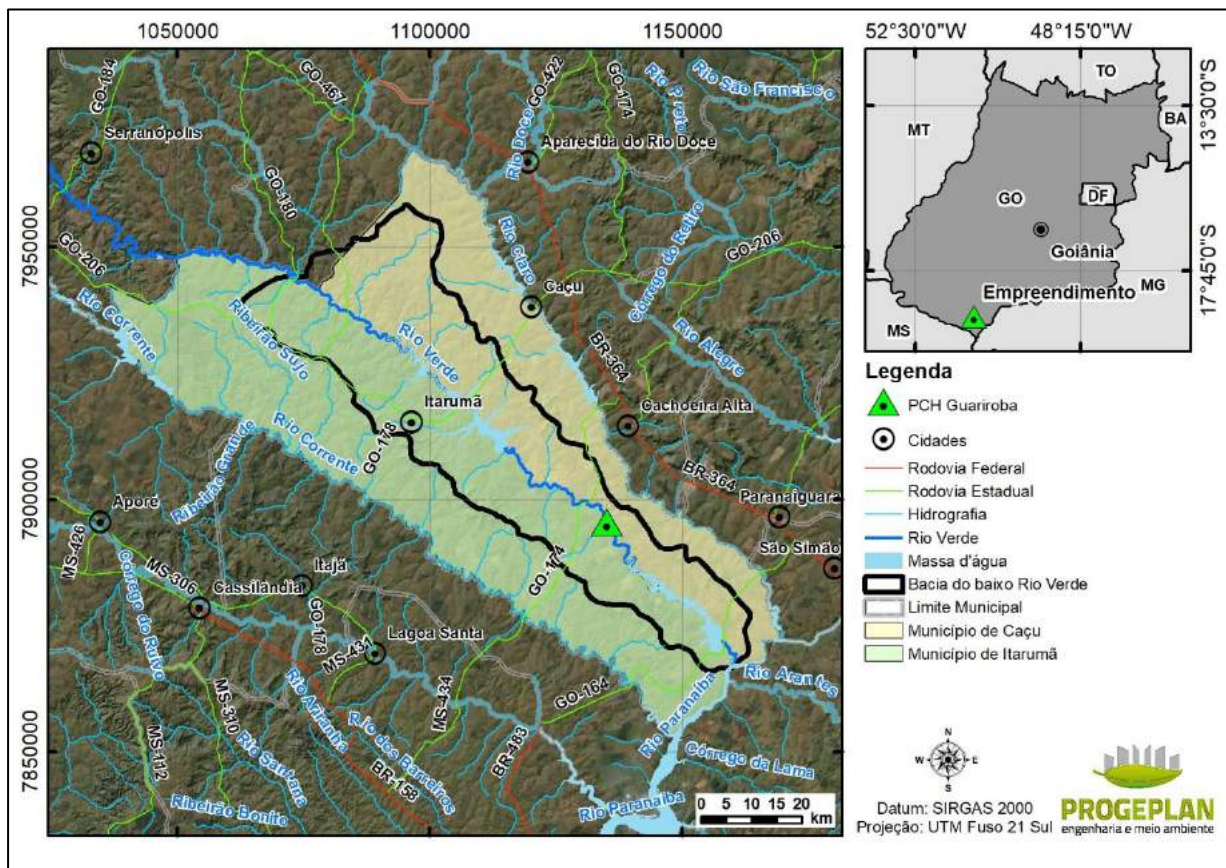 1050000
1100000
1150000
7950000
7900000
7850000
GO-184
Serranópolis
GO-467
GO-180
GO-206
Rio Corrente
Rio Doce
GO-422
GO-174
Rio Preto
Rio São Francisco
Aparecida do Rio Doce
Rio Claro
Córrego do Retiro
GO-206
Caçu
Rio Alegre
BR-364
Ribeirão Sujo
Rio Verde
Itarumã
Cachoeira Alta
GO-178
Rio Corrente
Ribeirão Grande
BR-364
Paranaiguara
São Simão
Aporé
MS-426
MS-306
Cassilândia
Itajá
GO-174
Córrego do Ruivo
GO-178
MS-431
Lagoa Santa
MS-434
GO-164
Rio Paranaíba
Rio Arantes
MS-310
MS-112
Rio Santana
Rio Ariranha
Rio dos Barreiros
BR-158
BR-483
Córrego da Lama
Ribeirão Bonito
Rio Paranaíba
0 5 10 15 20
km
52°30'0"W
48°15'0"W
13°30'0"S
17°45'0"S
TO
MT
BA
GO
DF
Goiânia
MG
Empreendimento
MS
Legenda
PCH Guariroba
Cidades
Rodovia Federal
Rodovia Estadual
Hidrografia
Rio Verde
Massa d'água
Bacia do baixo Rio Verde
Limite Municipal
Município de Caçu
Município de Itarumã
N
W E
S
Datum: SIRGAS 2000
Projeção: UTM Fuso 21 Sul
PROGEPLAN
engenharia e meio ambiente